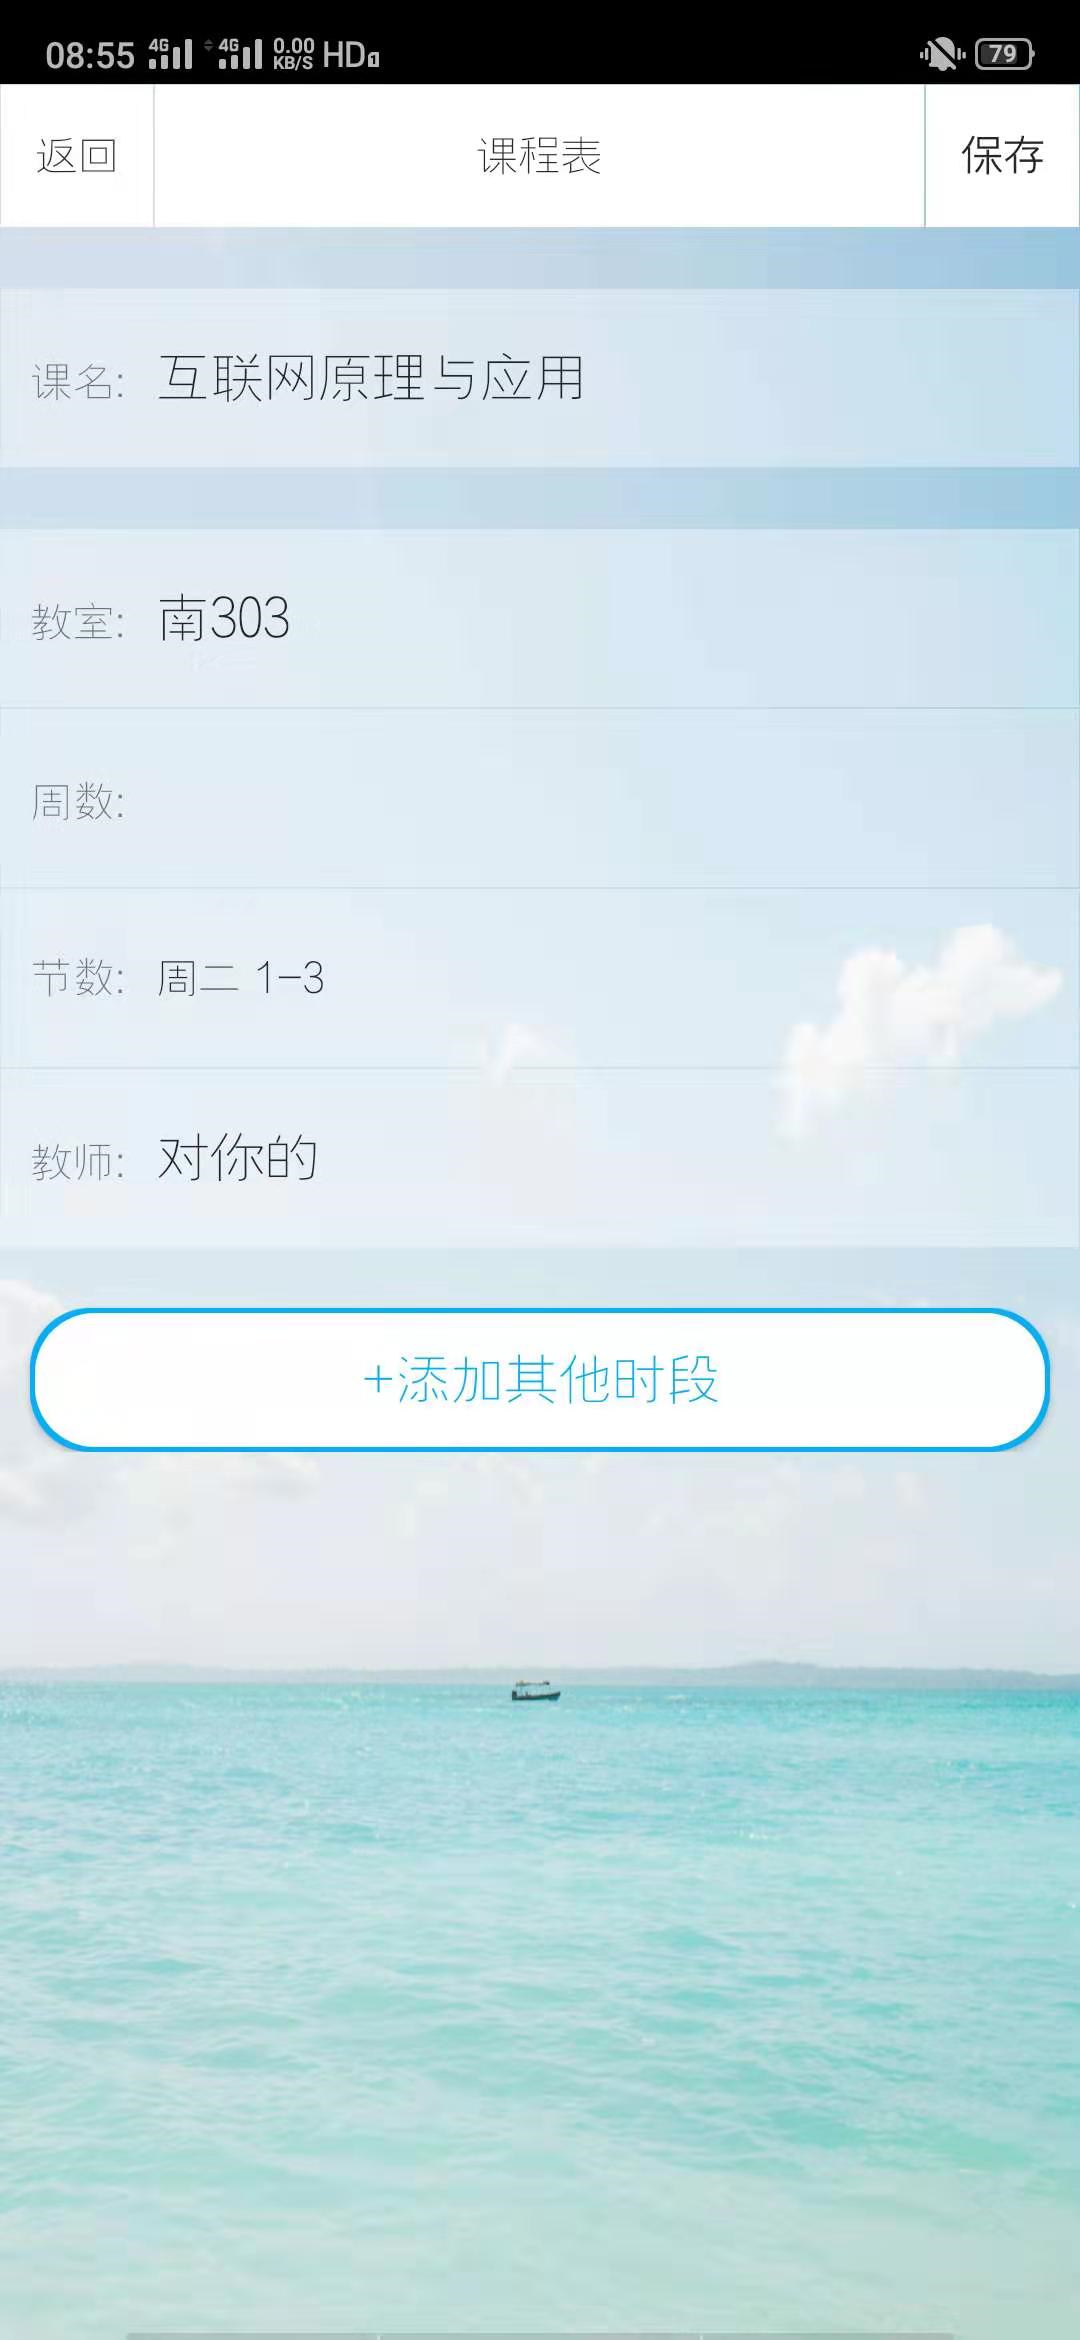 08:55 4G 4G 0.00 KB/S HD1 79
返回 课程表 保存
课名: 互联网原理与应用
教室: 南303
周数:
节数: 周二 1-3
教师: 对你的
+添加其他时段